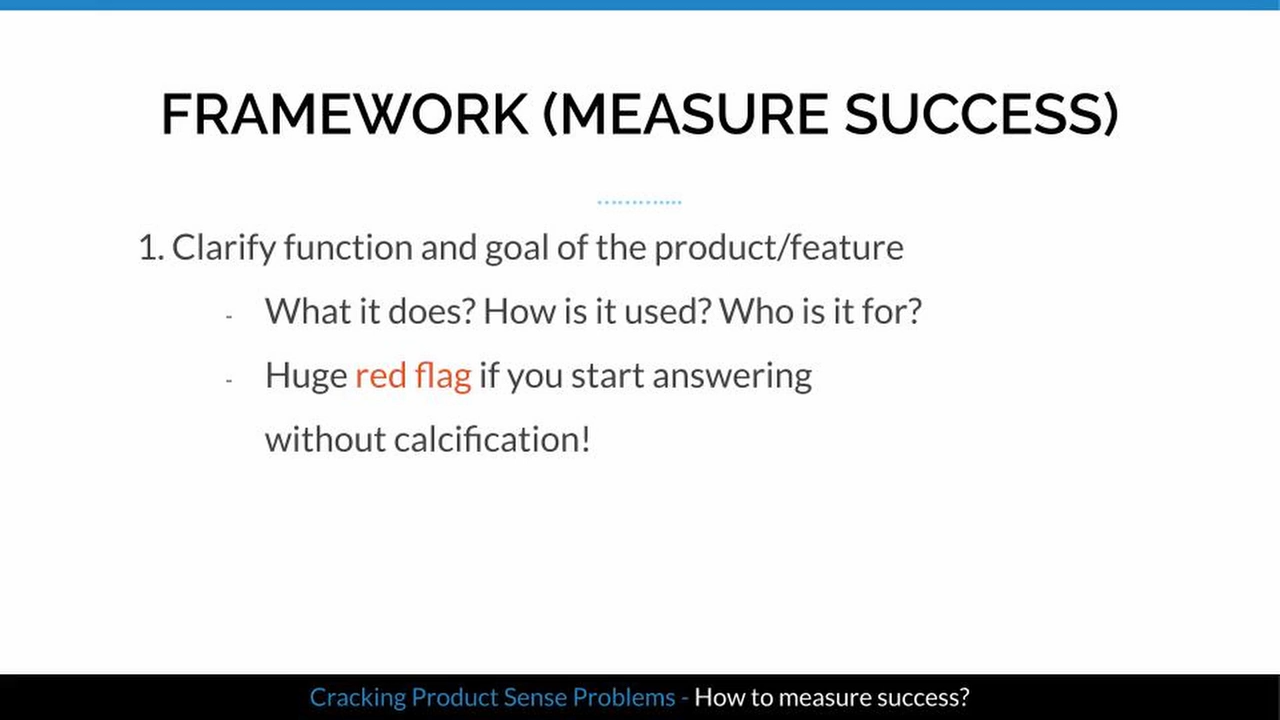 FRAMEWORK (MEASURE SUCCESS)
1. Clarify function and goal of the product/feature
- What it does? How is it used? Who is it for?
- Huge red flag if you start answering
without calcification!
Cracking Product Sense Problems - How to measure success?